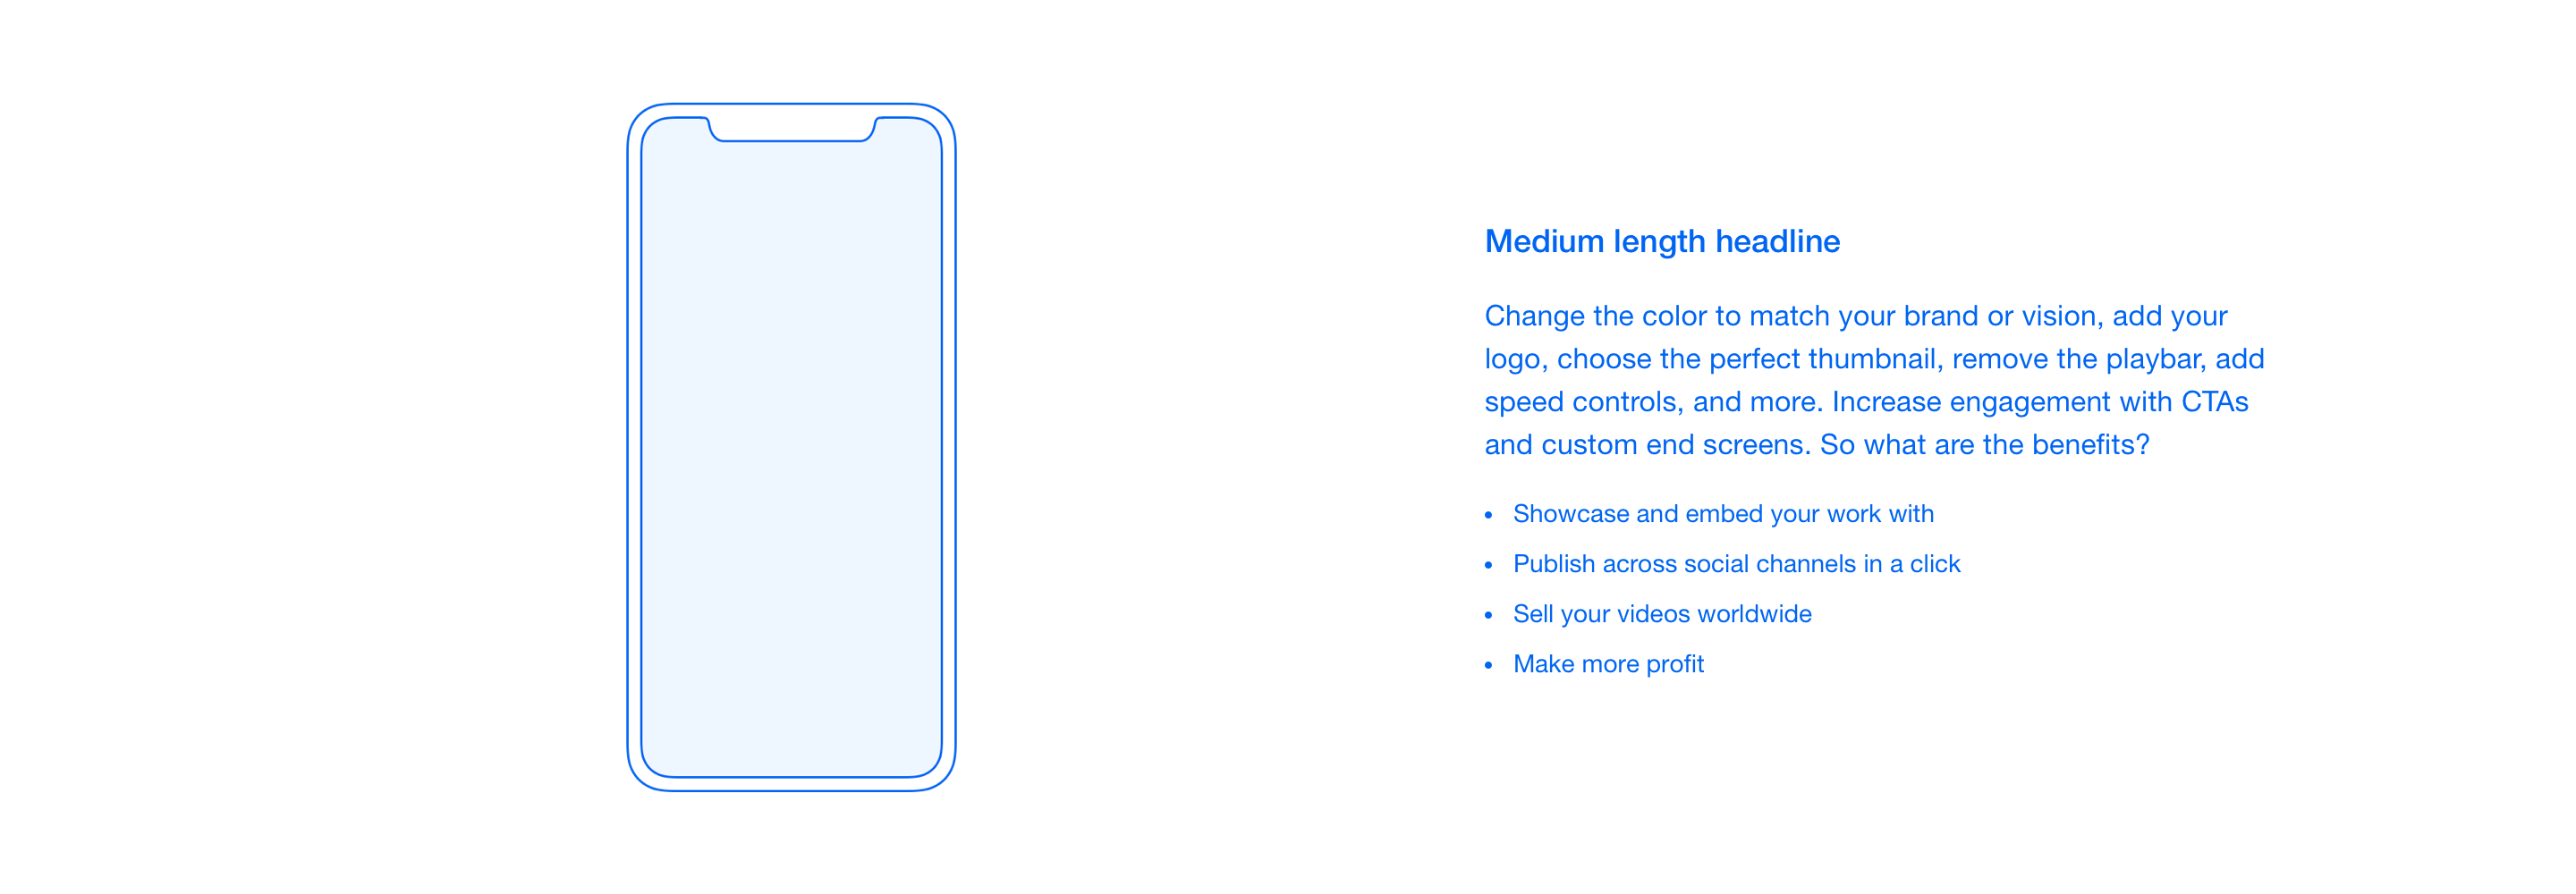 Medium length headline
Change the color to match your brand or vision, add your
logo, choose the perfect thumbnail, remove the playbar, add
speed controls, and more. Increase engagement with CTAs
and custom end screens. So what are the benefits?
• Showcase and embed your work with
• Publish across social channels in a click
• Sell your videos worldwide
• Make more profit